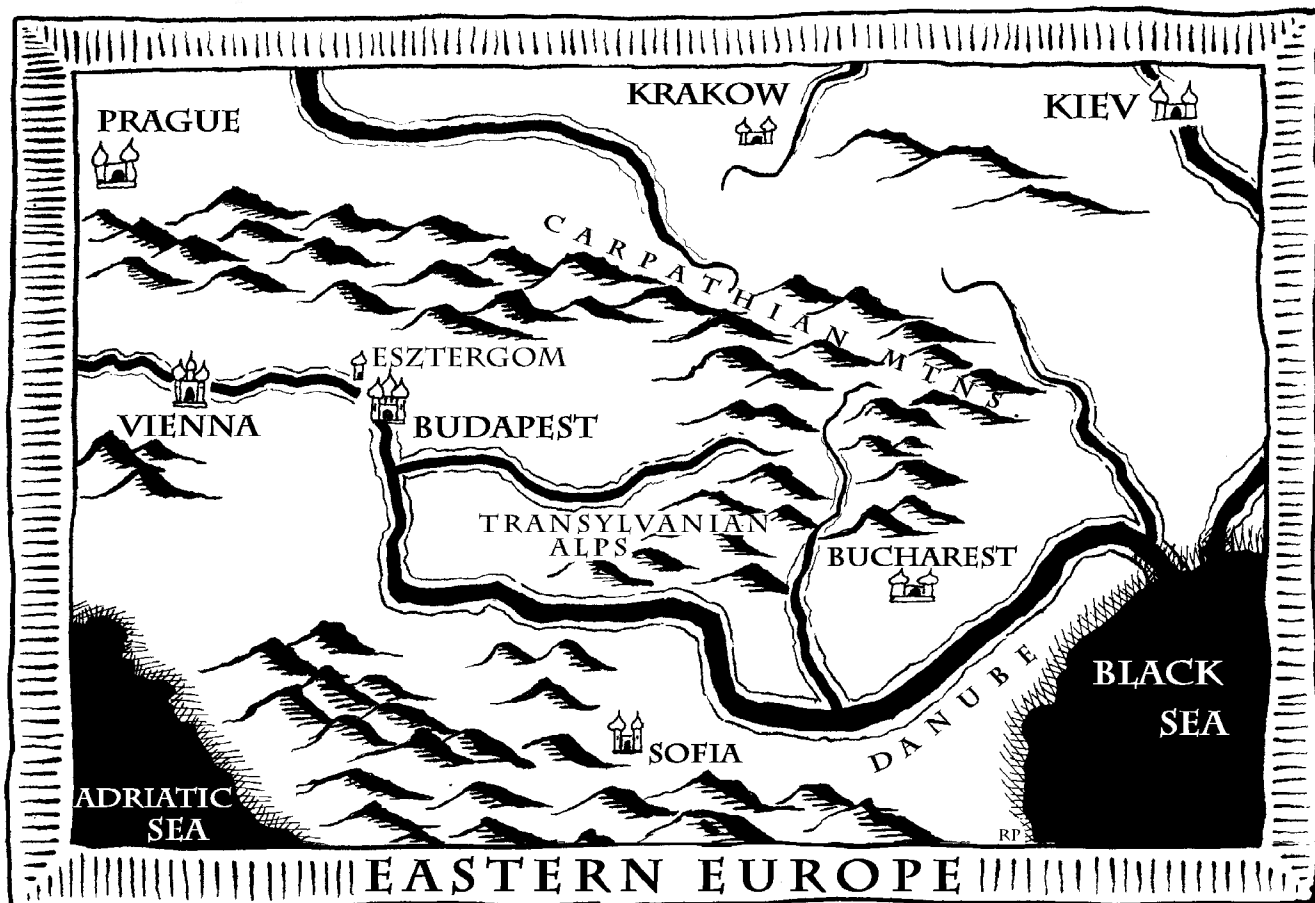 KRAKOW
KIEV
PRAGUE
CARPATHIAN MTNS.
ESZTERGOM
VIENNA
BUDAPEST
TRANSYLVANIAN
ALPS
BUCHAREST
BLACK
SEA
DANUBE
SOFIA
ADRIATIC
SEA
RP
EASTERN EUROPE